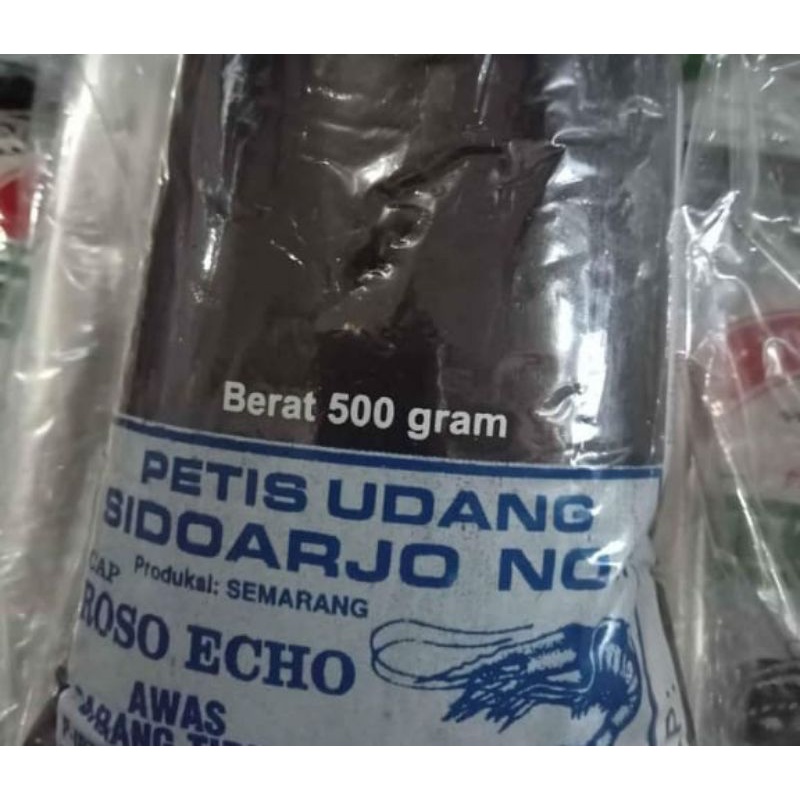 Berat 500 gram
PETIS UDANG
SIDOARJO NO
CAP Produksi: SEMARANG
ROSO ECHO
AWAS